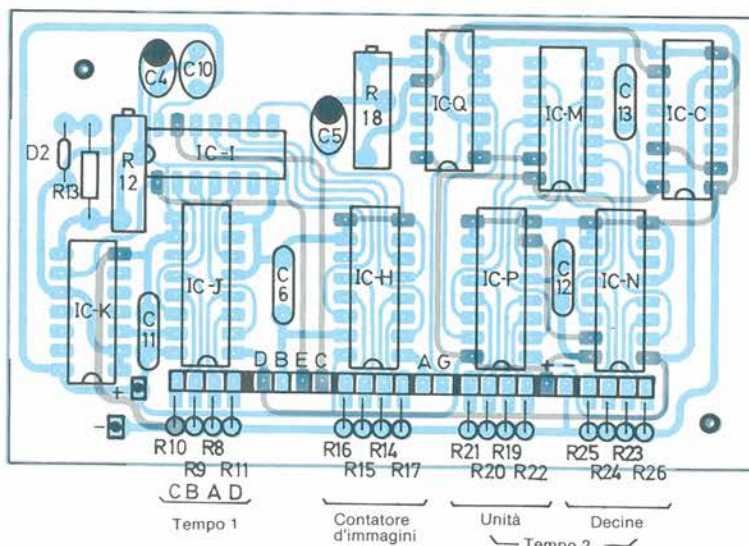 C4
C10
R
18
IC-Q
IC-M
C
13
IC-C
C5
D2
R13
R
12
IC-I
IC-K
C
11
IC-J
C
6
IC-H
IC-P
C
12
IC-N
D B E C
A G
+ -
+
-
R10 R8
R9 R11
R16 R14
R15 R17
R21 R19
R20 R22
R25 R23
R24 R26
C B A D
Tempo 1
Contatore
d'immagini
Unità
Decine
Tempo 2